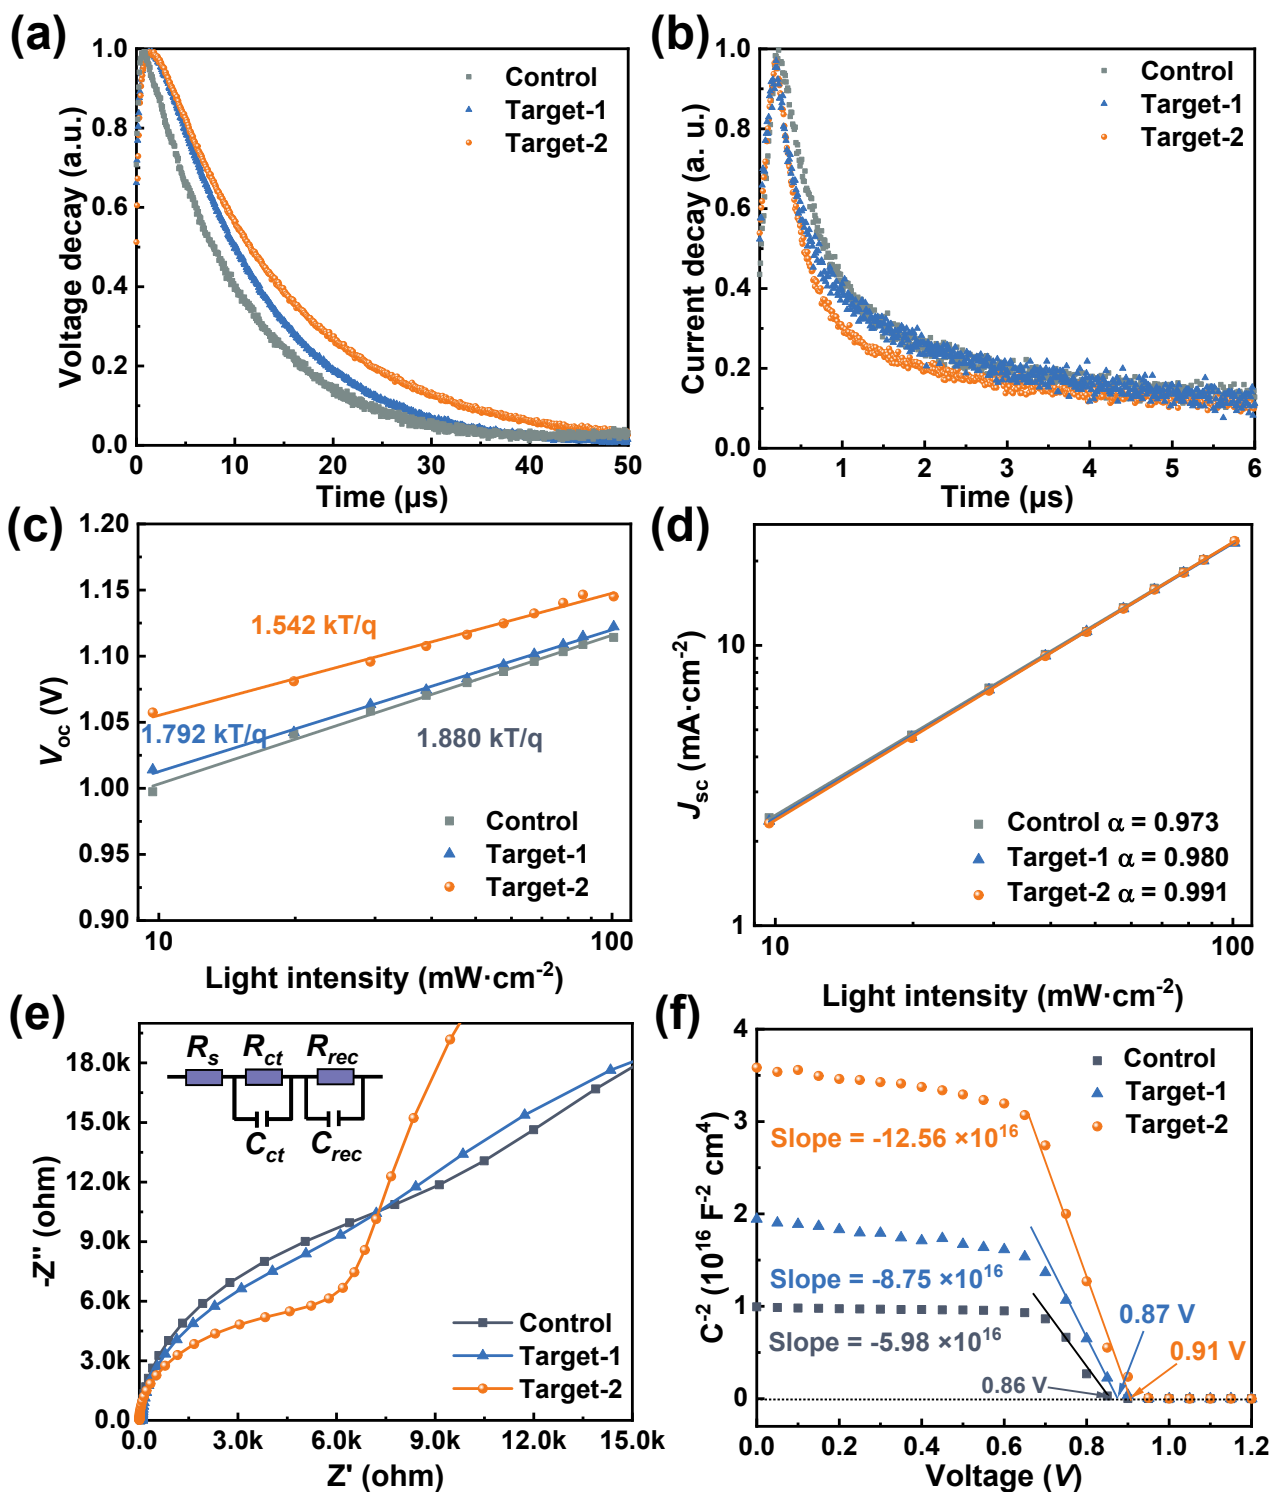 (a)
1.0
0.8
0.6
0.4
0.2
0.0
Voltage decay (a.u.)
Control
Target-1
Target-2
0 10 20 30 40 50
Time (μs)
(b)
1.0
0.8
0.6
0.4
0.2
0.0
Current decay (a. u.)
Control
Target-1
Target-2
0 1 2 3 4 5 6
Time (μs)
(c)
1.20
1.15
1.10
1.05
1.00
0.95
0.90
V_oc (V)
1.542 kT/q
1.792 kT/q
1.880 kT/q
Control
Target-1
Target-2
10 100
Light intensity (mW·cm⁻²)
(d)
10
1
J_sc (mA·cm⁻²)
Control α = 0.973
Target-1 α = 0.980
Target-2 α = 0.991
10 100
Light intensity (mW·cm⁻²)
(e)
18.0k
15.0k
12.0k
9.0k
6.0k
3.0k
0.0
-Z'' (ohm)
R_s R_ct R_rec
C_ct C_rec
Control
Target-1
Target-2
0.0k 3.0k 6.0k 9.0k 12.0k 15.0k
Z' (ohm)
(f)
4
3
2
1
0
C⁻² (10¹⁶ F⁻² cm⁴)
Control
Target-1
Target-2
Slope = -12.56 ×10¹⁶
Slope = -8.75 ×10¹⁶
Slope = -5.98 ×10¹⁶
0.87 V
0.91 V
0.86 V
0.0 0.2 0.4 0.6 0.8 1.0 1.2
Voltage (V)